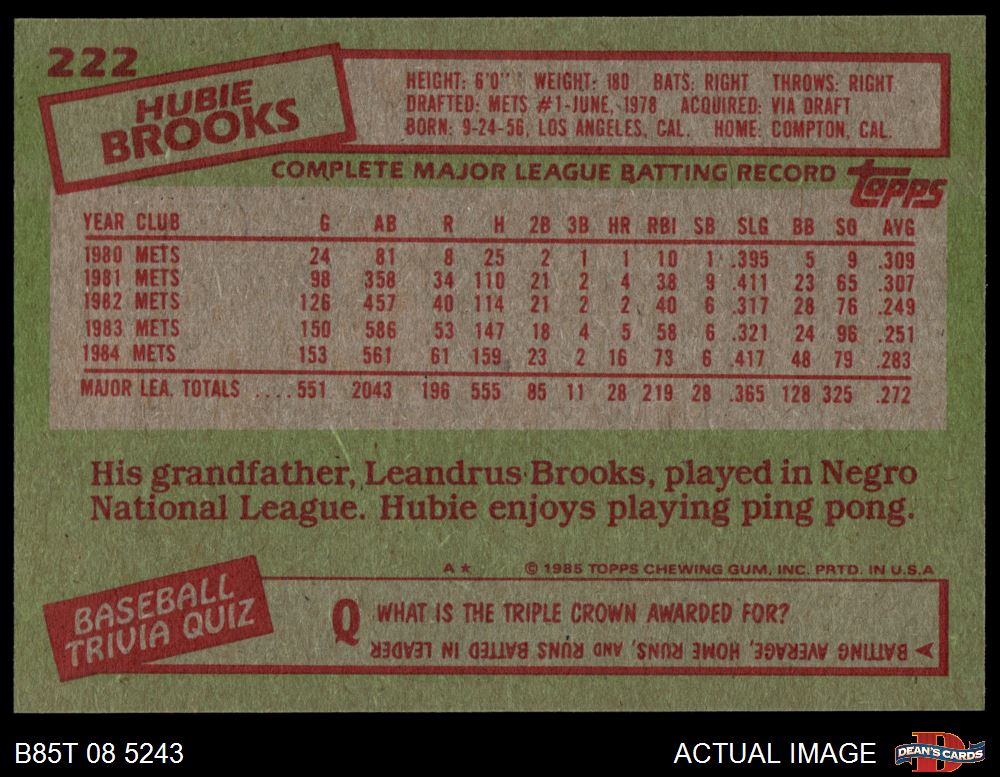 222
HUBIE
BROOKS
HEIGHT: 6'0" WEIGHT: 180 BATS: RIGHT THROWS: RIGHT
DRAFTED: METS #1-JUNE, 1978 ACQUIRED: VIA DRAFT
BORN: 9-24-56, LOS ANGELES, CAL. HOME: COMPTON, CAL.
COMPLETE MAJOR LEAGUE BATTING RECORD
topps
YEAR CLUB G AB R H 2B 3B HR RBI SB SLG BB SO AVG
1980 METS 24 81 8 25 2 1 1 10 1 .395 5 9 .309
1981 METS 98 358 34 110 21 2 4 38 9 .411 23 65 .307
1982 METS 126 457 40 114 21 2 2 40 6 .317 28 76 .249
1983 METS 150 586 53 147 18 4 5 58 6 .321 24 96 .251
1984 METS 153 561 61 159 23 2 16 73 6 .417 48 79 .283
MAJOR LEA. TOTALS ....551 2043 196 555 85 11 28 219 28 .365 128 325 .272
His grandfather, Leandrus Brooks, played in Negro
National League. Hubie enjoys playing ping pong.
A★ © 1985 TOPPS CHEWING GUM, INC. PRTD. IN U.S.A
BASEBALL
TRIVIA QUIZ
Q WHAT IS THE TRIPLE CROWN AWARDED FOR?
LEADER IN BATTED RUNS AND RUNS, HOME AVERAGE, BATTING
B85T 08 5243
ACTUAL IMAGE
DEAN'S CARDS